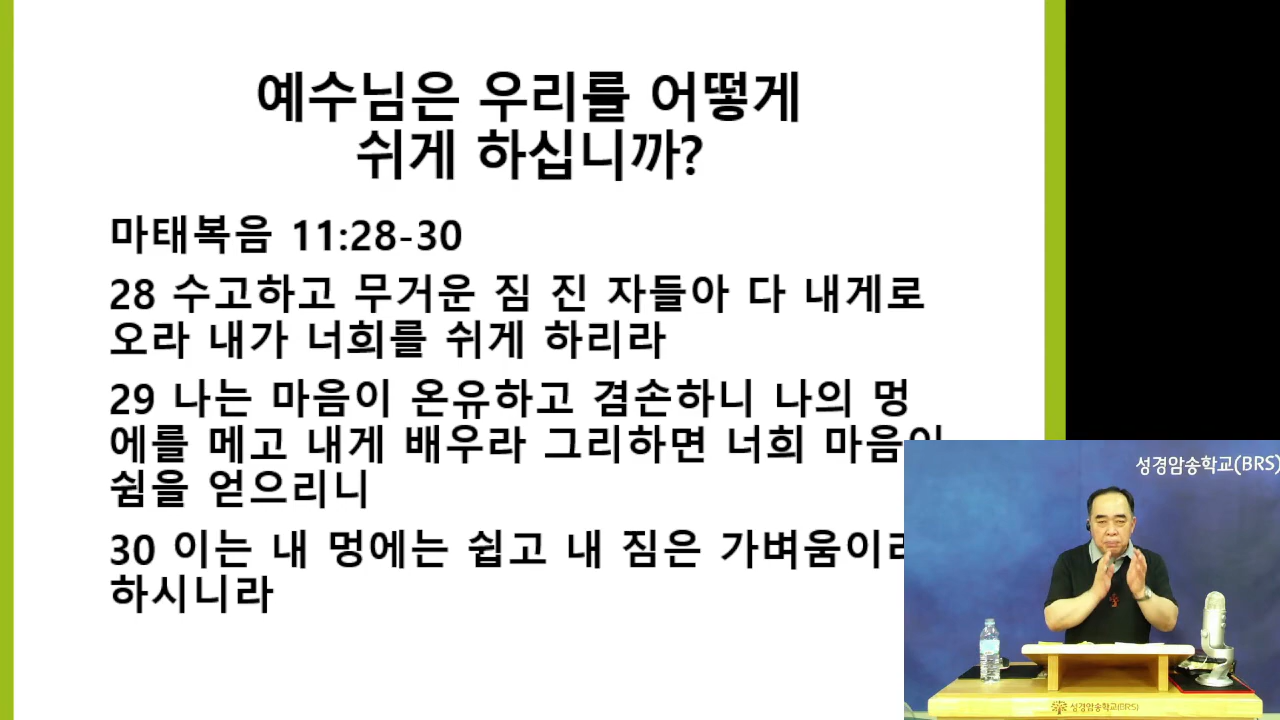 예수님은 우리를 어떻게
쉬게 하십니까?
마태복음 11:28-30
28 수고하고 무거운 짐 진 자들아 다 내게로
오라 내가 너희를 쉬게 하리라
29 나는 마음이 온유하고 겸손하니 나의 멍
에를 메고 내게 배우라 그리하면 너희 마음이
쉼을 얻으리니
30 이는 내 멍에는 쉽고 내 짐은 가벼움이라
하시니라
성경암송학교(BRS)
성경암송학교(BRS)